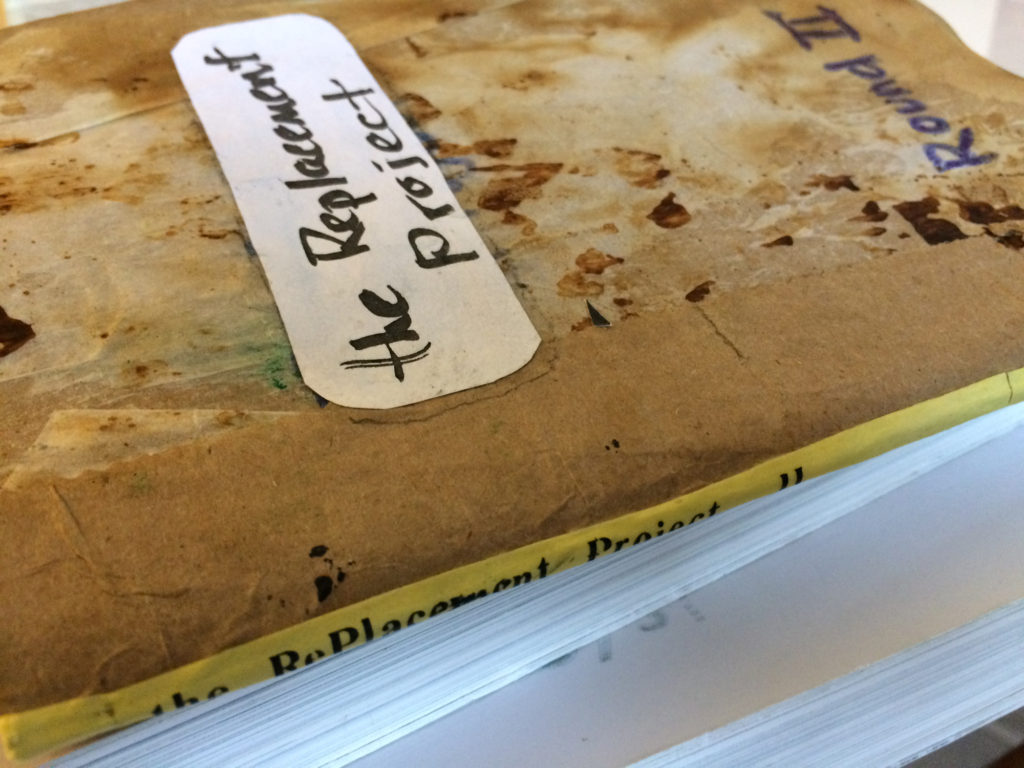 the Replacement
Project
Round II
the RePlacement Project II